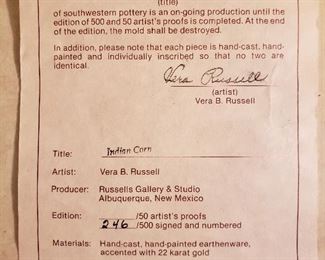 (title)
of southwestern pottery is an on-going production until the
edition of 500 and 50 artist's proofs is completed. At the end
of the edition, the mold shall be destroyed.
In addition, please note that each piece is hand-cast, hand-
painted and individually inscribed so that no two are
identical.
Vera Russell
(artist)
Vera B. Russell
Title: Indian Corn
Artist: Vera B. Russell
Producer: Russells Gallery & Studio
Albuquerque, New Mexico
Edition: /50 artist's proofs
246 /500 signed and numbered
Materials: Hand-cast, hand-painted earthenware,
accented with 22 karat gold